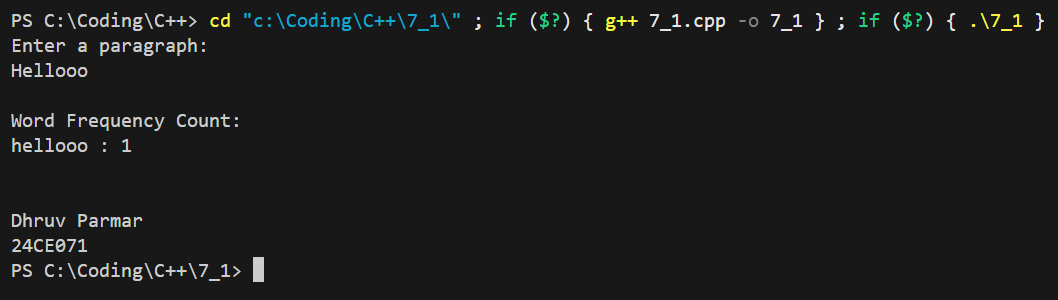 PS C:\Coding\C++> cd "c:\Coding\C++\7_1\" ; if ($?) { g++ 7_1.cpp -o 7_1 } ; if ($?) { .\7_1 }
Enter a paragraph:
Hellooo
Word Frequency Count:
hellooo : 1
Dhruv Parmar
24CE071
PS C:\Coding\C++\7_1>